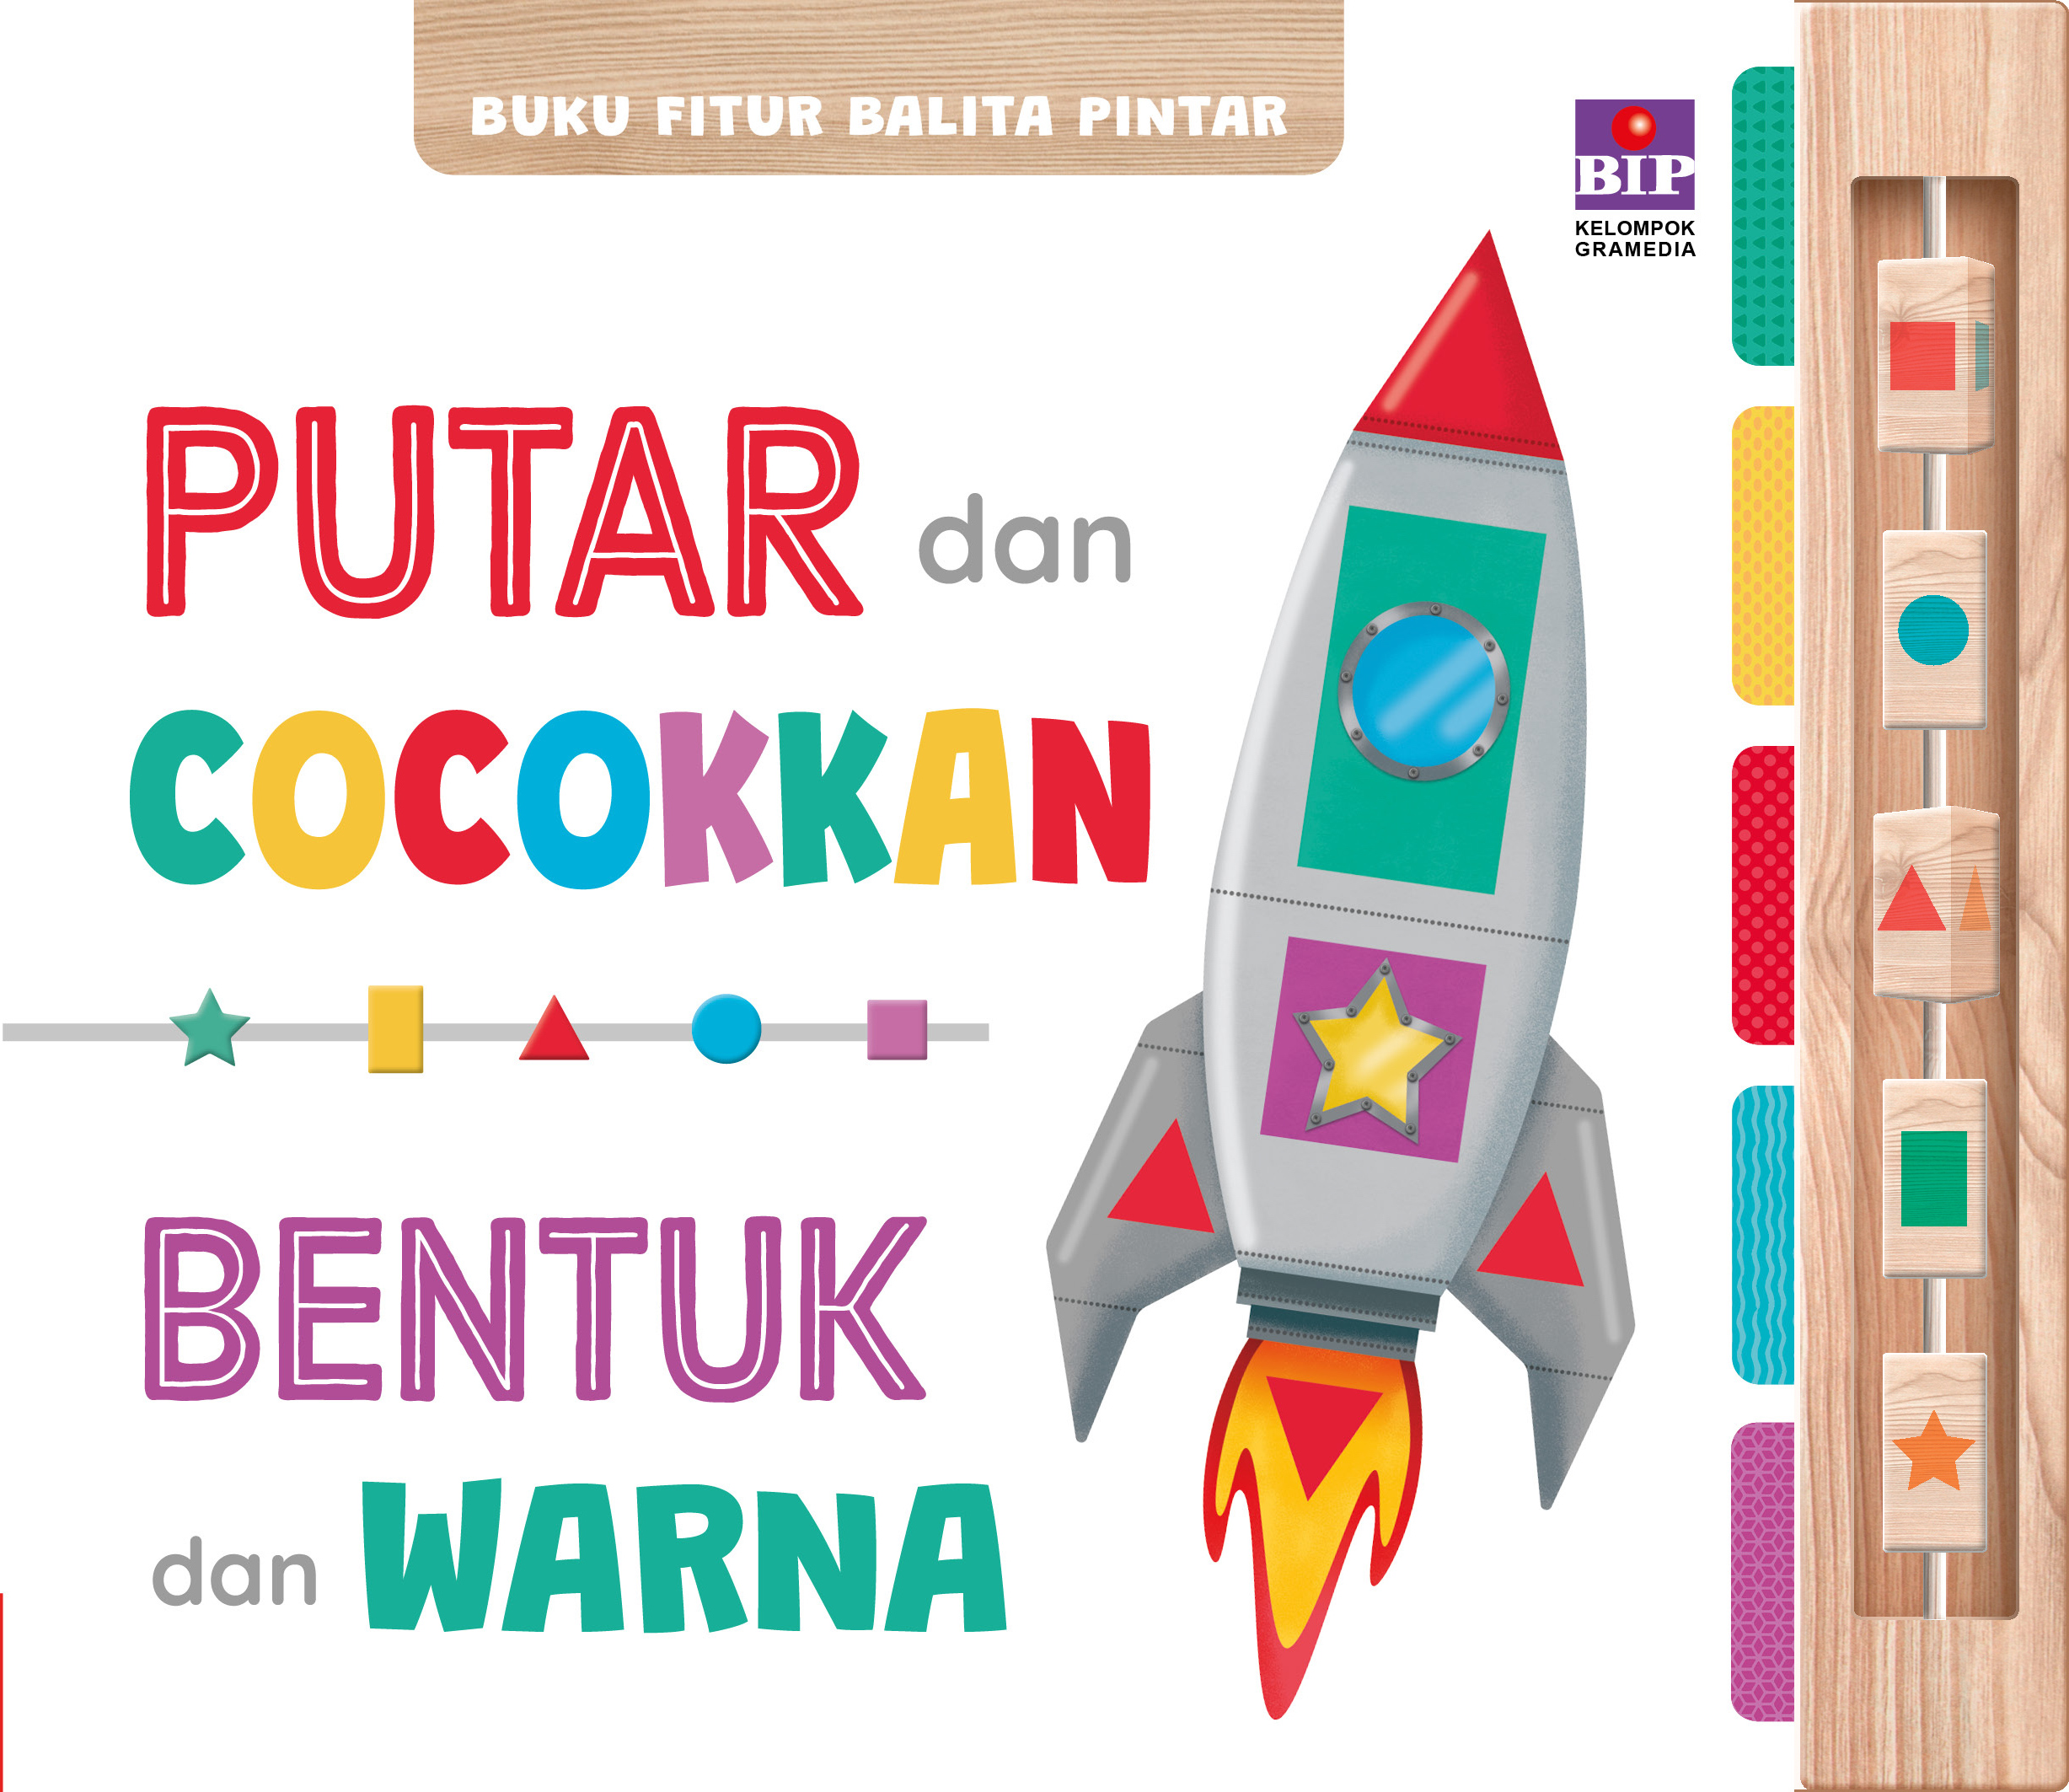 BUKU FITUR BALITA PINTAR
BIP
KELOMPOK
GRAMEDIA
PUTAR dan
COCOKKAN
BENTUK
dan WARNA